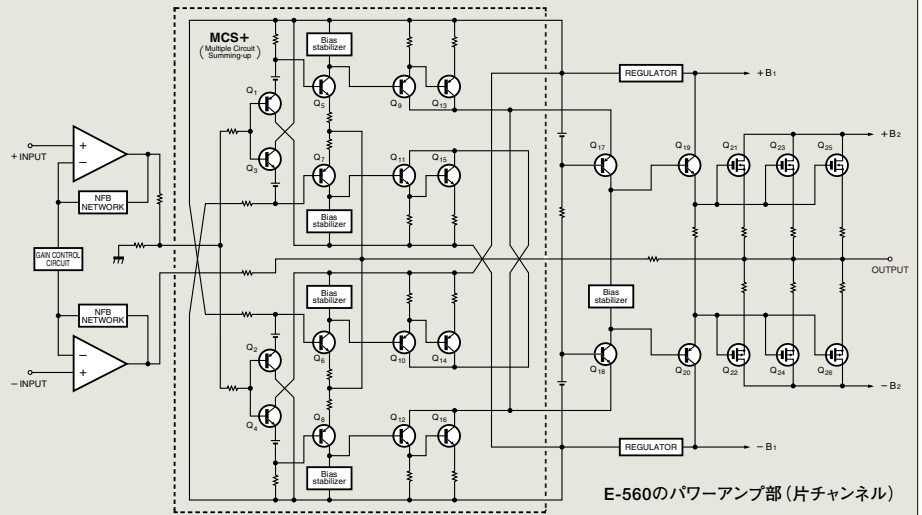 MCS+
(Multiple Circuit Summing-up)
Bias stabilizer
Q1
Q5
Q9
Q13
Q3
Q7
Q11
Q15
Bias stabilizer
+ INPUT
+
−
NFB NETWORK
GAIN CONTROL CIRCUIT
NFB NETWORK
−
+
− INPUT
Bias stabilizer
Q2
Q6
Q10
Q14
Q4
Q8
Q12
Q16
Bias stabilizer
REGULATOR
+B1
Q17
Q19
Q21
Q23
Q25
+B2
OUTPUT
Bias stabilizer
Q18
Q20
Q22
Q24
Q26
−B2
REGULATOR
−B1
E-560のパワーアンプ部(片チャンネル)